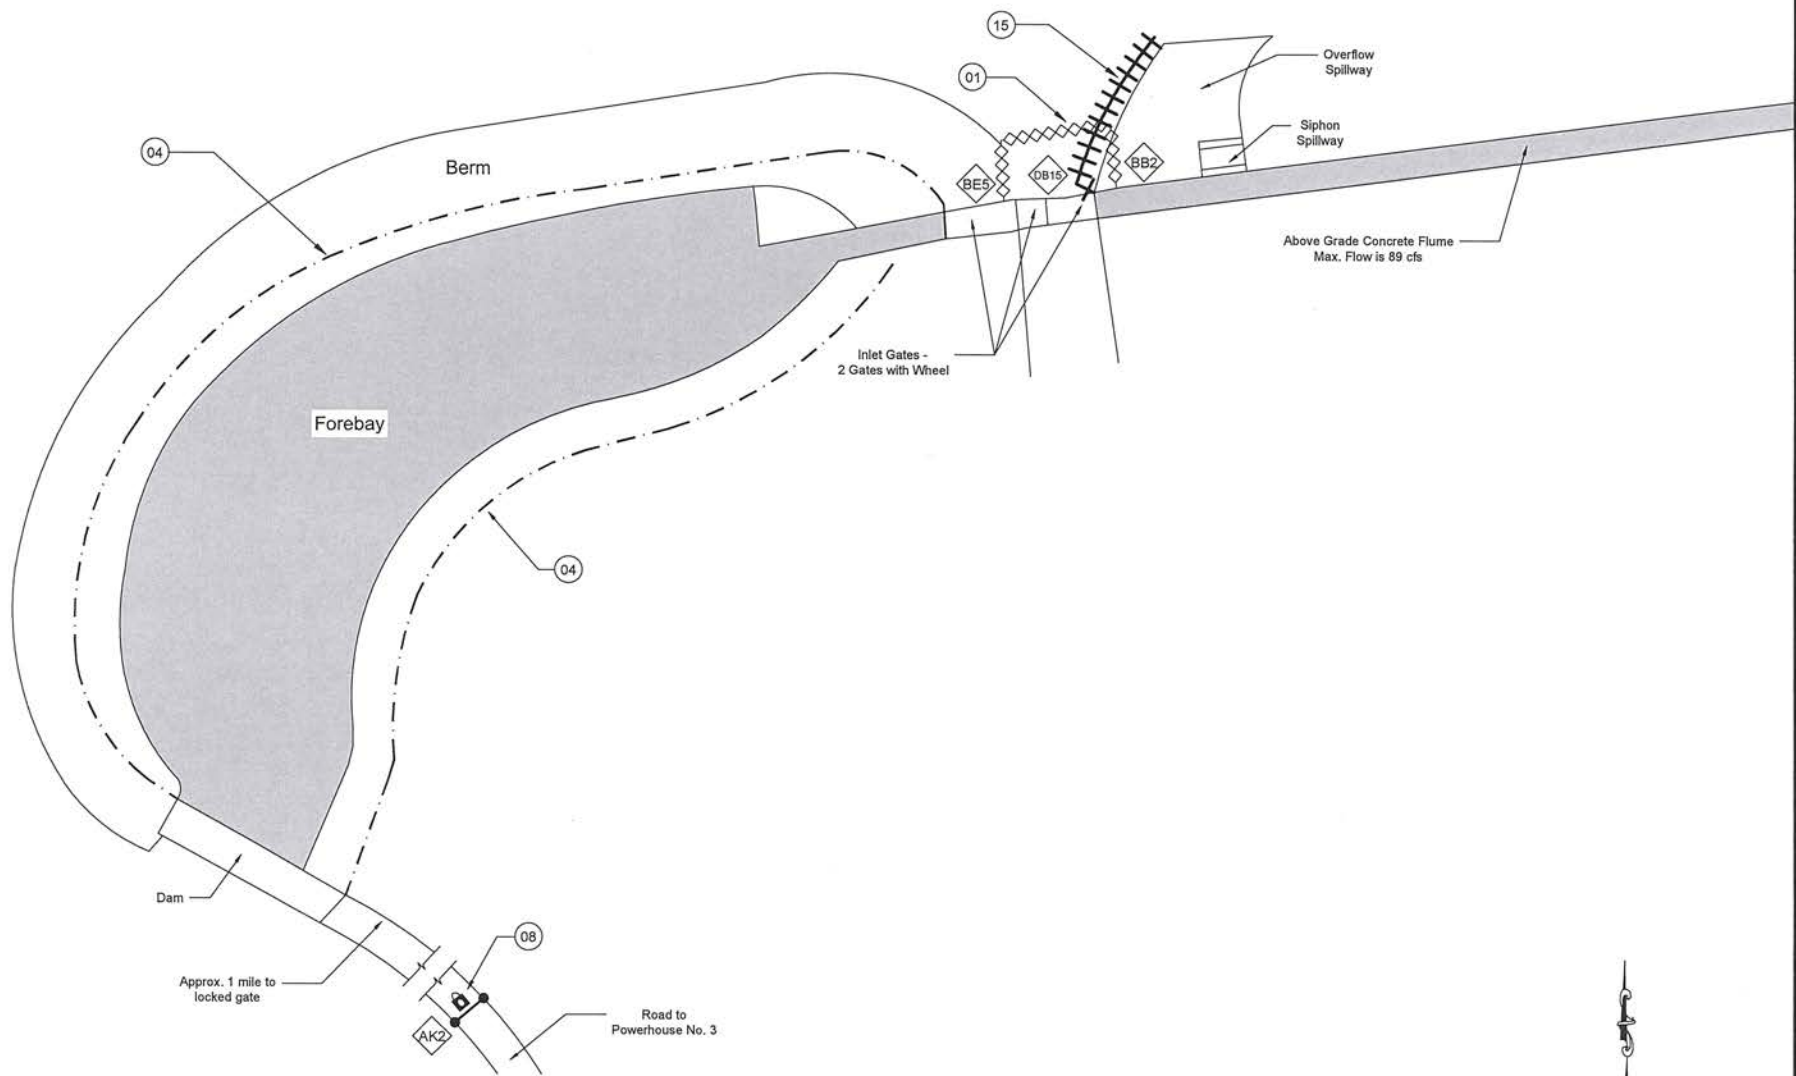 15
Overflow
Spillway
01
Siphon
Spillway
04
Berm
BE5
DB15
BB2
Above Grade Concrete Flume
Max. Flow is 89 cfs
Inlet Gates -
2 Gates with Wheel
Forebay
04
Dam
08
Approx. 1 mile to
locked gate
Road to
Powerhouse No. 3
AK2